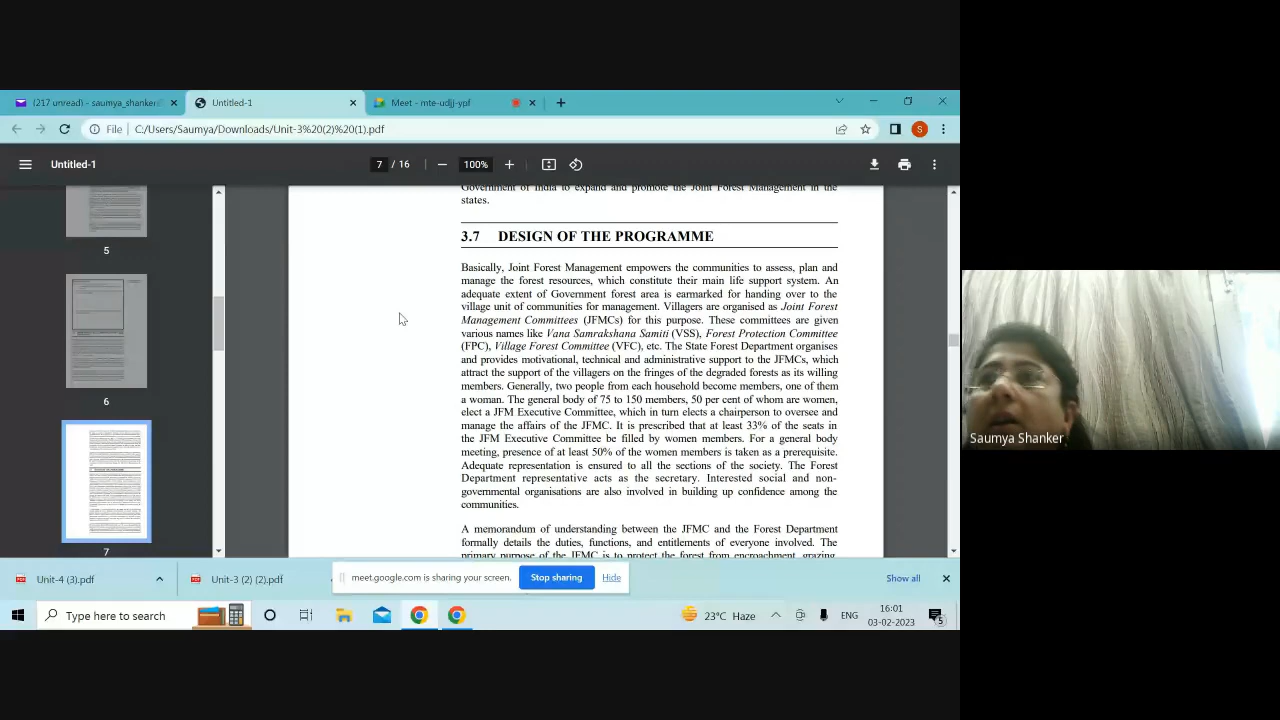 (217 unread) - saumya_shanker
Untitled-1
Meet - mte-udjj-ypf
File
C:/Users/Saumya/Downloads/Unit-3%20(2)%20(1).pdf
S
Untitled-1
7 / 16
100%
5
6
7
Government of India to expand and promote the Joint Forest Management in the
states.
3.7 DESIGN OF THE PROGRAMME
Basically, Joint Forest Management empowers the communities to assess, plan and
manage the forest resources, which constitute their main life support system. An
adequate extent of Government forest area is earmarked for handing over to the
village unit of communities for management. Villagers are organised as Joint Forest
Management Committees (JFMCs) for this purpose. These committees are given
various names like Vana Samrakshana Samiti (VSS), Forest Protection Committee
(FPC), Village Forest Committee (VFC), etc. The State Forest Department organises
and provides motivational, technical and administrative support to the JFMCs, which
attract the support of the villagers on the fringes of the degraded forests as its willing
members. Generally, two people from each household become members, one of them
a woman. The general body of 75 to 150 members, 50 per cent of whom are women,
elect a JFM Executive Committee, which in turn elects a chairperson to oversee and
manage the affairs of the JFMC. It is prescribed that at least 33% of the seats in
the JFM Executive Committee be filled by women members. For a general body
meeting, presence of at least 50% of the women members is taken as a prerequisite.
Adequate representation is ensured to all the sections of the society. The Forest
Department representative acts as the secretary. Interested social and non-
governmental organisations are also involved in building up confidence among the
communities.
A memorandum of understanding between the JFMC and the Forest Department
formally details the duties, functions, and entitlements of everyone involved. The
primary purpose of the JFMC is to protect the forest from encroachment, grazing,
Saumya Shanker
Unit-4 (3).pdf
Unit-3 (2) (2).pdf
meet.google.com is sharing your screen.
Stop sharing
Hide
Show all
Type here to search
23°C Haze
ENG
16:01
03-02-2023
5